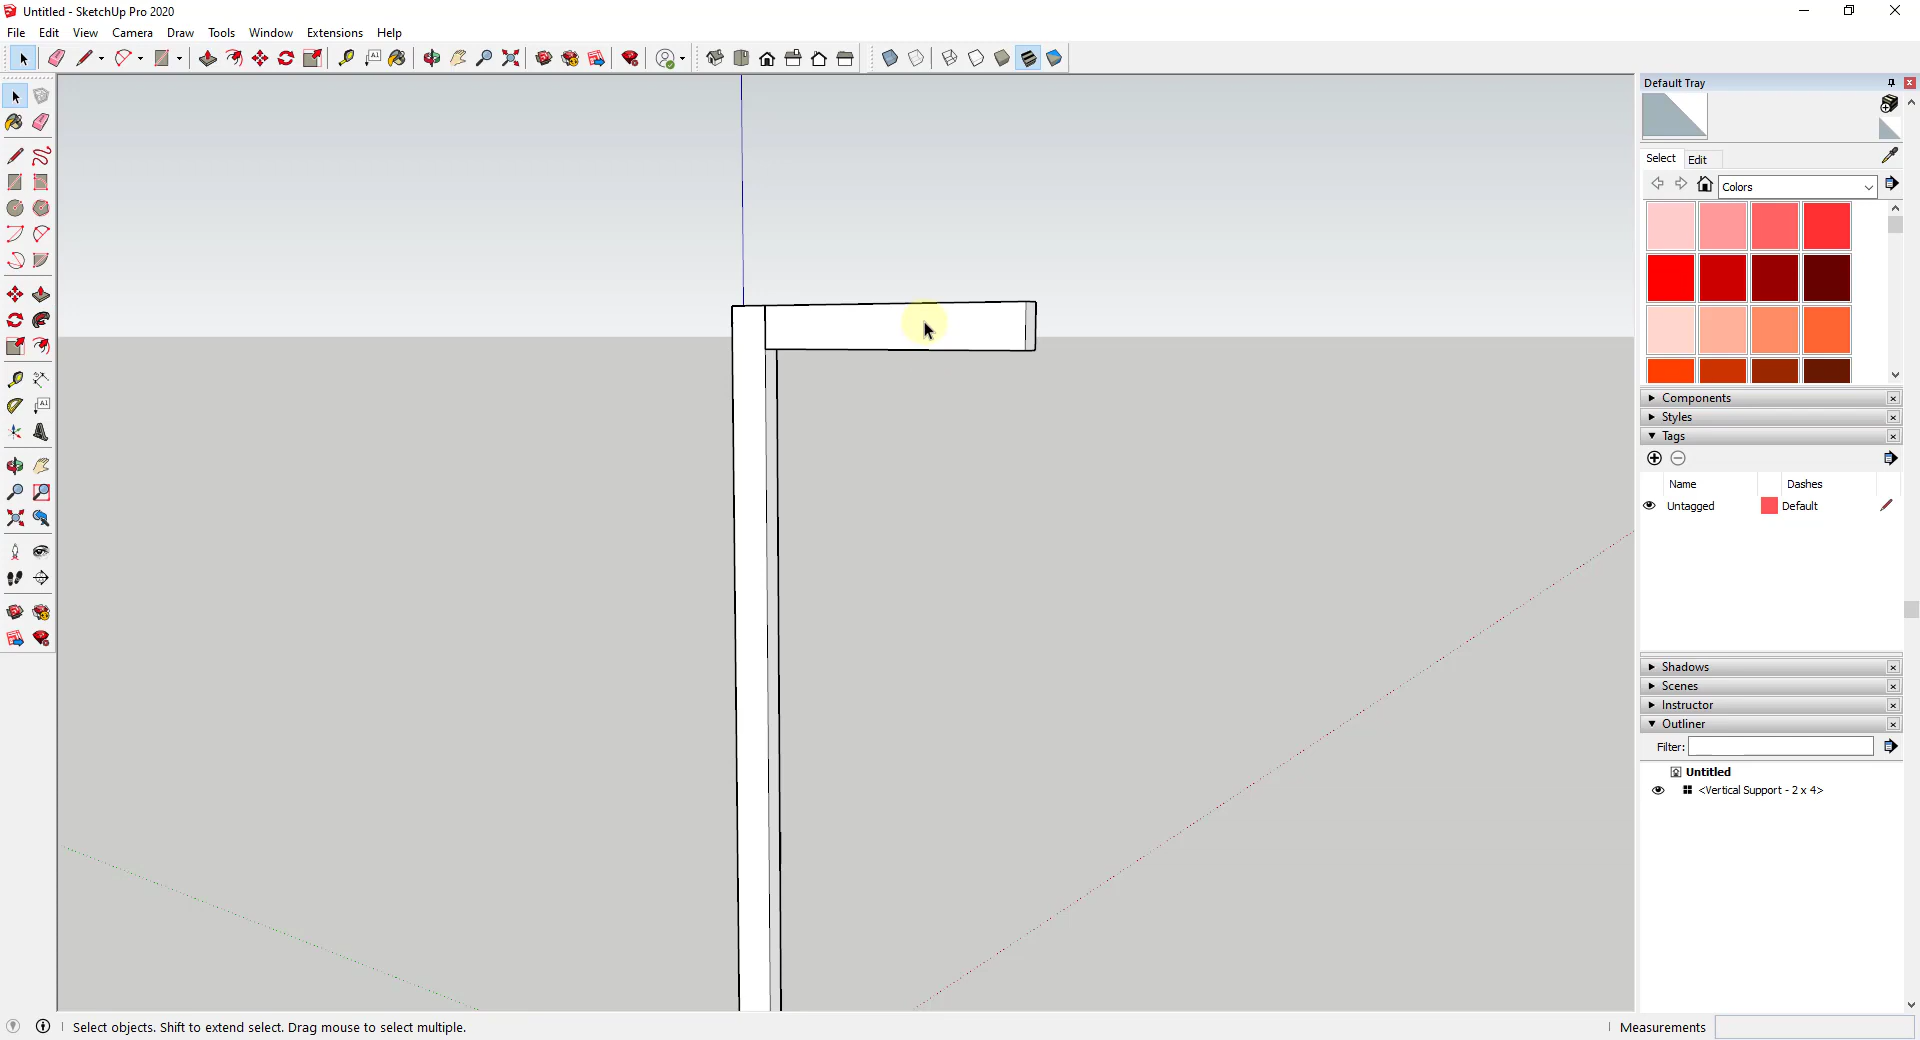 Untitled - SketchUp Pro 2020
File Edit View Camera Draw Tools Window Extensions Help
Default Tray
Select Edit
Colors
Components
Styles
Tags
Name Dashes
Untagged Default
Shadows
Scenes
Instructor
Outliner
Filter:
Untitled
<Vertical Support - 2 x 4>
Select objects. Shift to extend select. Drag mouse to select multiple.
Measurements